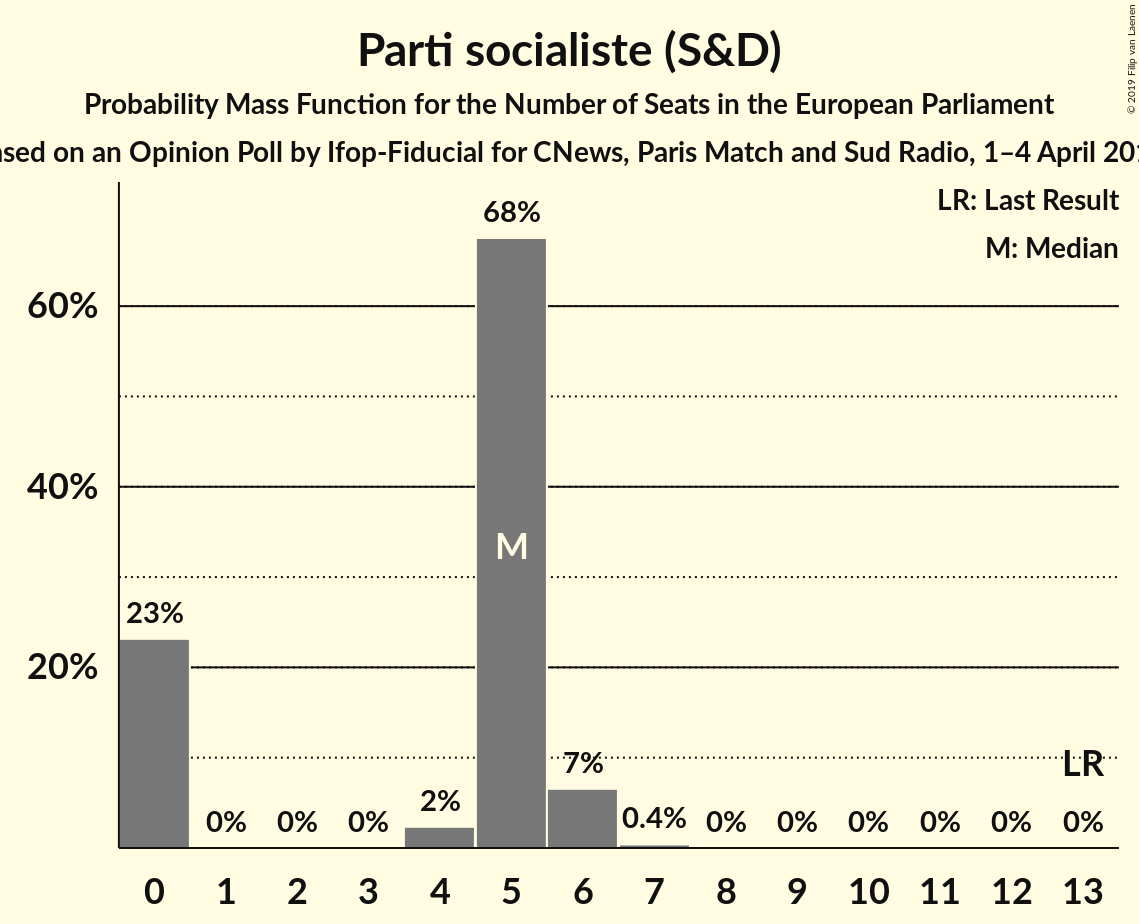 Parti socialiste (S&D)
Probability Mass Function for the Number of Seats in the European Parliament
on an Opinion Poll by Ifop-Fiducial for CNews, Paris Match and Sud Radio, 1–4 April
© 2019 Filip van Laenen
LR: Last Result
M: Median
68%
60%
40%
M
23%
20%
LR
7%
2%
0% 0% 0% 0.4% 0% 0% 0% 0% 0% 0%
0 1 2 3 4 5 6 7 8 9 10 11 12 13